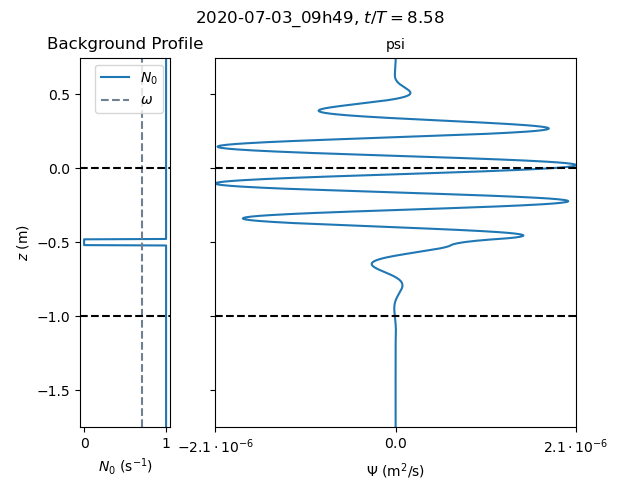 2020-07-03_09h49, t/T = 8.58
Background Profile
psi
N₀
ω
0.5
0.0
−0.5
−1.0
−1.5
z (m)
0
1
N₀ (s⁻¹)
−2.1 · 10⁻⁶
0.0
2.1 · 10⁻⁶
Ψ (m²/s)